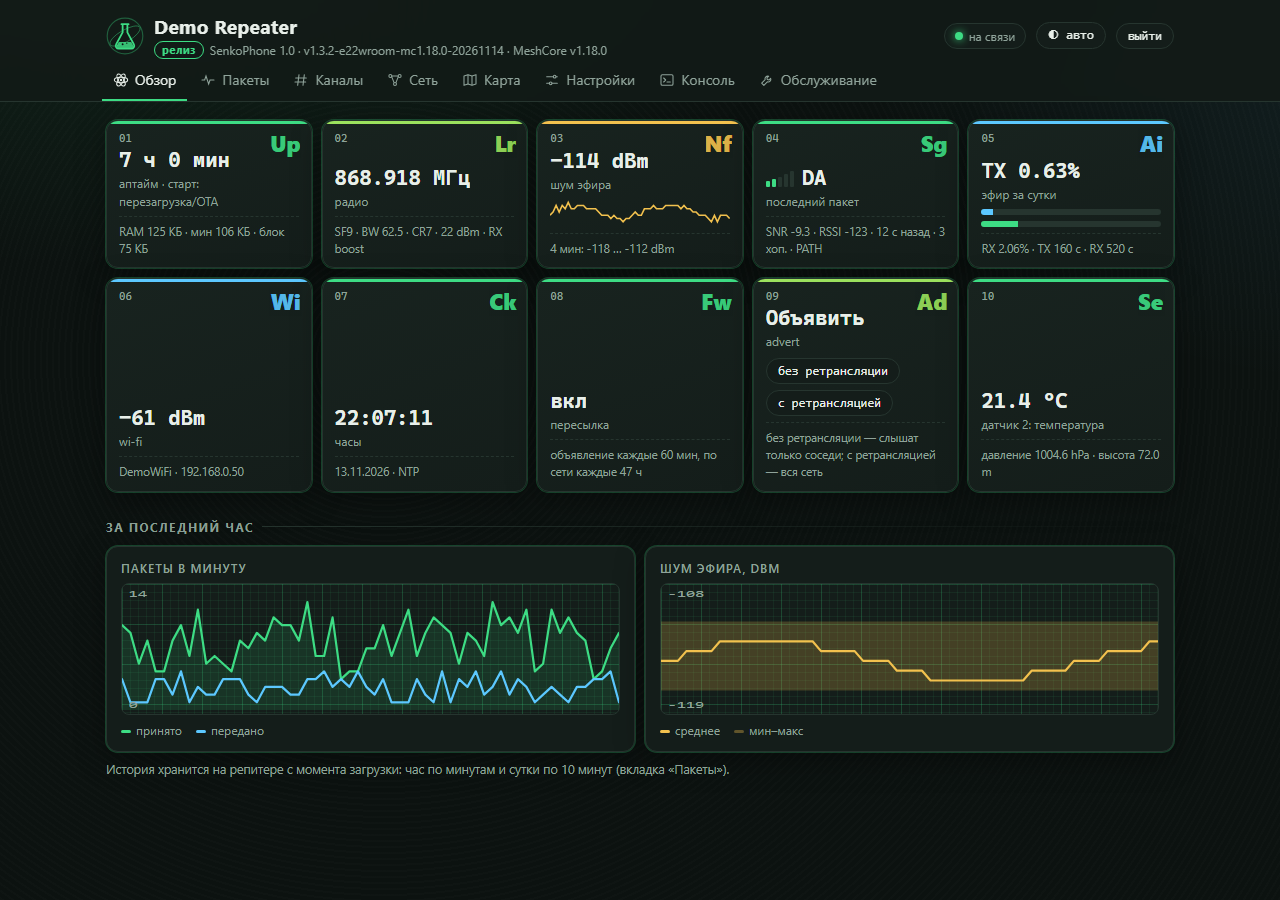 Demo Repeater
релиз SenkoPhone 1.0 · v1.3.2-e22wroom-mc1.18.0-20261114 · MeshCore v1.18.0
на связи
авто
выйти
Обзор
Пакеты
Каналы
Сеть
Карта
Настройки
Консоль
Обслуживание
01
Up
7 ч 0 мин
аптайм · старт:
перезагрузка/OTA
RAM 125 КБ · мин 106 КБ · блок
75 КБ
02
Lr
868.918 МГц
радио
SF9 · BW 62.5 · CR7 · 22 dBm · RX
boost
03
Nf
−114 dBm
шум эфира
4 мин: -118 … -112 dBm
04
Sg
DA
последний пакет
SNR -9.3 · RSSI −123 · 12 с назад · 3
хоп. · PATH
05
Ai
TX 0.63%
эфир за сутки
RX 2.06% · TX 160 с · RX 520 с
06
Wi
−61 dBm
wi-fi
DemoWiFi · 192.168.0.50
07
Ck
22:07:11
часы
13.11.2026 · NTP
08
Fw
вкл
пересылка
объявление каждые 60 мин, по
сети каждые 47 ч
09
Ad
Объявить
advert
без ретрансляции
с ретрансляцией
без ретрансляции — слышат
только соседи; с ретрансляцией
— вся сеть
10
Se
21.4 °C
датчик 2: температура
давление 1004.6 hPa · высота 72.0
m
ЗА ПОСЛЕДНИЙ ЧАС
ПАКЕТЫ В МИНУТУ
14
принято
передано
ШУМ ЭФИРА, DBM
-108
-119
среднее
мин–макс
История хранится на репитере с момента загрузки: час по минутам и сутки по 10 минут (вкладка «Пакеты»).